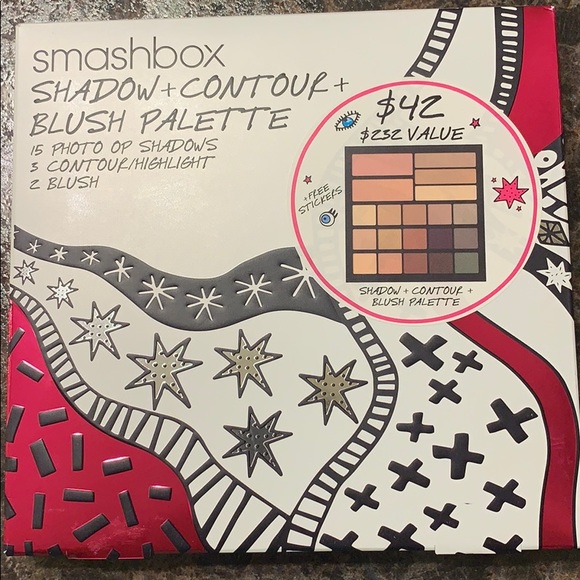 smashbox
SHADOW + CONTOUR +
BLUSH PALETTE
15 PHOTO OP SHADOWS
3 CONTOUR/HIGHLIGHT
2 BLUSH
$42
$232 VALUE
+FREE
STICKERS
SHADOW + CONTOUR +
BLUSH PALETTE